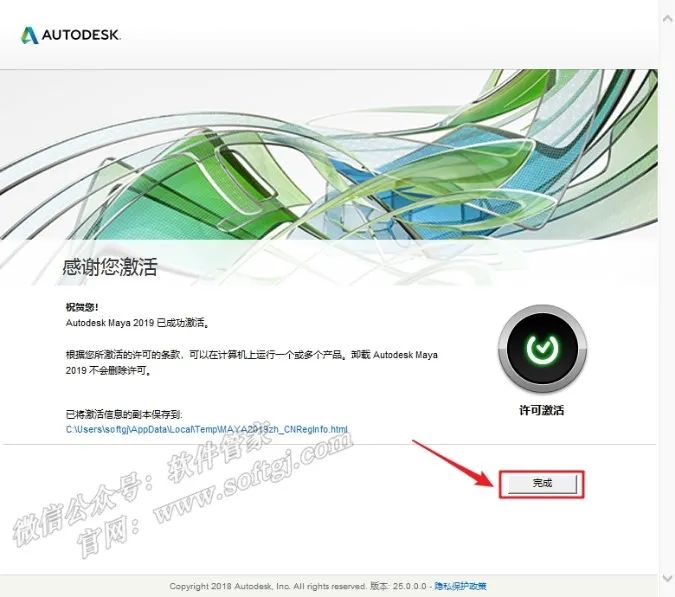 AUTODESK.
感谢您激活
祝贺您!
Autodesk Maya 2019 已成功激活。
根据您所激活的许可的条款，可以在计算机上运行一个或多个产品。卸载 Autodesk Maya
2019 不会删除许可。
许可激活
已将激活信息的副本保存到:
C:\Users\softgj\AppData\Local\Temp\MAYA2019zh_CNRegInfo.html
完成
微信公众号：软件管家
官网：www.softgj.com
Copyright 2018 Autodesk, Inc. All rights reserved. 版本: 25.0.0.0 - 隐私保护政策